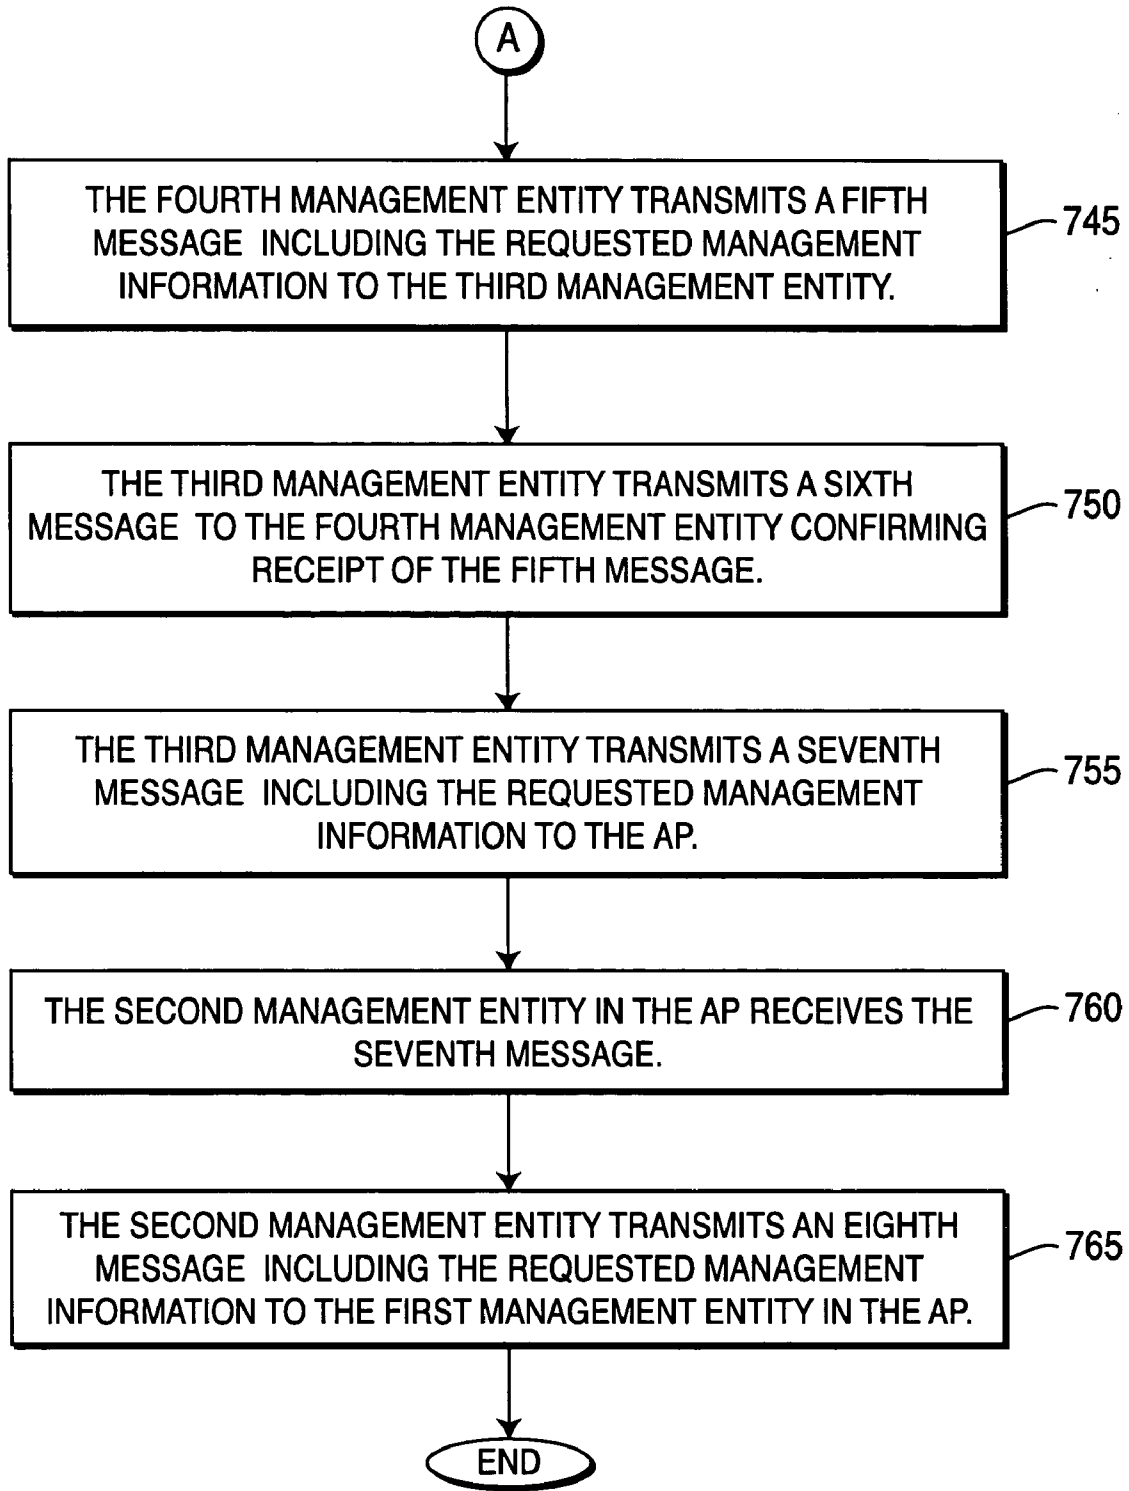 A
THE FOURTH MANAGEMENT ENTITY TRANSMITS A FIFTH
MESSAGE INCLUDING THE REQUESTED MANAGEMENT
INFORMATION TO THE THIRD MANAGEMENT ENTITY.
745
THE THIRD MANAGEMENT ENTITY TRANSMITS A SIXTH
MESSAGE TO THE FOURTH MANAGEMENT ENTITY CONFIRMING
RECEIPT OF THE FIFTH MESSAGE.
750
THE THIRD MANAGEMENT ENTITY TRANSMITS A SEVENTH
MESSAGE INCLUDING THE REQUESTED MANAGEMENT
INFORMATION TO THE AP.
755
THE SECOND MANAGEMENT ENTITY IN THE AP RECEIVES THE
SEVENTH MESSAGE.
760
THE SECOND MANAGEMENT ENTITY TRANSMITS AN EIGHTH
MESSAGE INCLUDING THE REQUESTED MANAGEMENT
INFORMATION TO THE FIRST MANAGEMENT ENTITY IN THE AP.
765
END